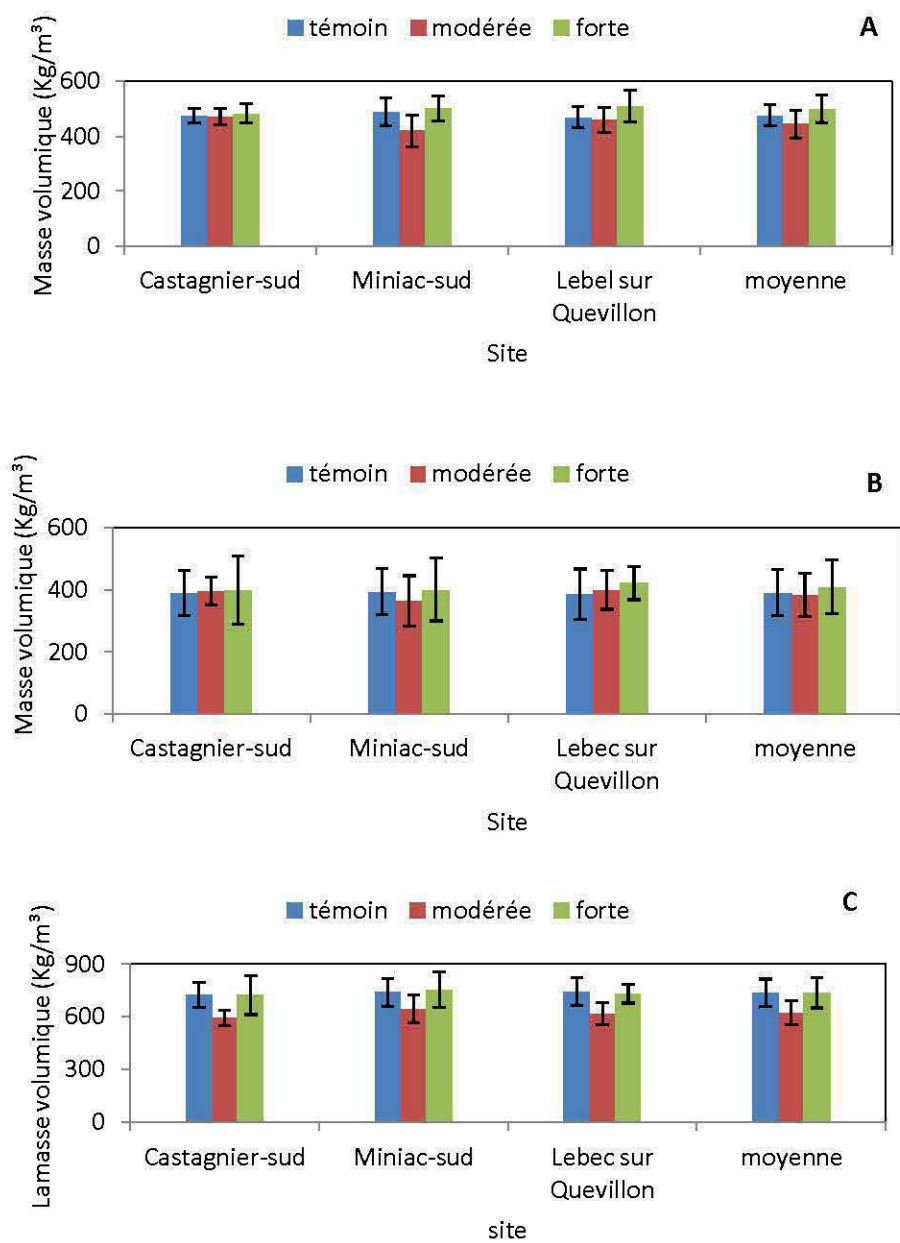 témoin modérée forte
A
Masse volumique (Kg/m³)
600
400
200
0
Castagnier-sud Miniac-sud Lebel sur Quevillon moyenne
Site
témoin modérée forte
B
Masse volumique (Kg/m³)
600
400
200
0
Castagnier-sud Miniac-sud Lebec sur Quevillon moyenne
Site
témoin modérée forte
C
Lamasse volumique (Kg/m³)
900
600
300
0
Castagnier-sud Miniac-sud Lebec sur Quevillon moyenne
site